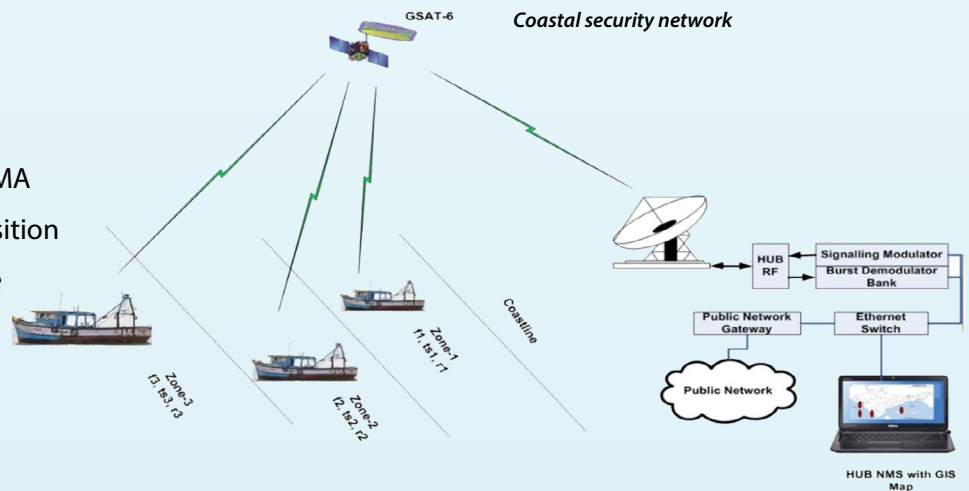 GSAT-6
Coastal security network
MA
sition
Coastline
Zone-1
f1, ts1, r1
Zone-2
f2, ts2, r2
Zone-3
f3, ts3, r3
HUB
RF
Signalling Modulator
Burst Demodulator
Bank
Public Network
Gateway
Ethernet
Switch
Public Network
HUB NMS with GIS
Map